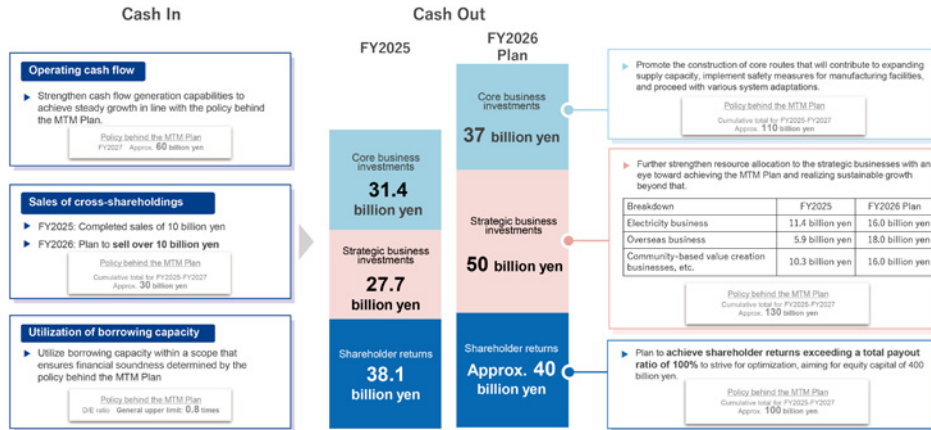 Cash In
Operating cash flow
Strengthen cash flow generation capabilities to
achieve steady growth in line with the policy behind
the MTM Plan.
Policy behind the MTM Plan
FY2027 Approx. 60 billion yen
Sales of cross-shareholdings
FY2025: Completed sales of 10 billion yen
FY2026: Plan to sell over 10 billion yen
Policy behind the MTM Plan
Cumulative total for FY2025-FY2027
Approx. 30 billion yen
Utilization of borrowing capacity
Utilize borrowing capacity within a scope that
ensures financial soundness determined by the
policy behind the MTM Plan
Policy behind the MTM Plan
D/E ratio General upper limit: 0.8 times
Cash Out
FY2025
Core business
investments
31.4
billion yen
Strategic business
investments
27.7
billion yen
Shareholder returns
38.1
billion yen
FY2026
Plan
Core business
investments
37 billion yen
Strategic business
investments
50 billion yen
Shareholder returns
Approx. 40
billion yen
Promote the construction of core routes that will contribute to expanding
supply capacity, implement safety measures for manufacturing facilities,
and proceed with various system adaptations.
Policy behind the MTM Plan
Cumulative total for FY2025-FY2027
Approx. 110 billion yen
Further strengthen resource allocation to the strategic businesses with an
eye toward achieving the MTM Plan and realizing sustainable growth
beyond that.
Breakdown FY2025 FY2026 Plan
Electricity business 11.4 billion yen 16.0 billion yen
Overseas business 5.9 billion yen 18.0 billion yen
Community-based value creation
businesses, etc. 10.3 billion yen 16.0 billion yen
Policy behind the MTM Plan
Cumulative total for FY2025-FY2027
Approx. 130 billion yen
Plan to achieve shareholder returns exceeding a total payout
ratio of 100% to strive for optimization, aiming for equity capital of 400
billion yen.
Policy behind the MTM Plan
Cumulative total for FY2025-FY2027
Approx. 100 billion yen